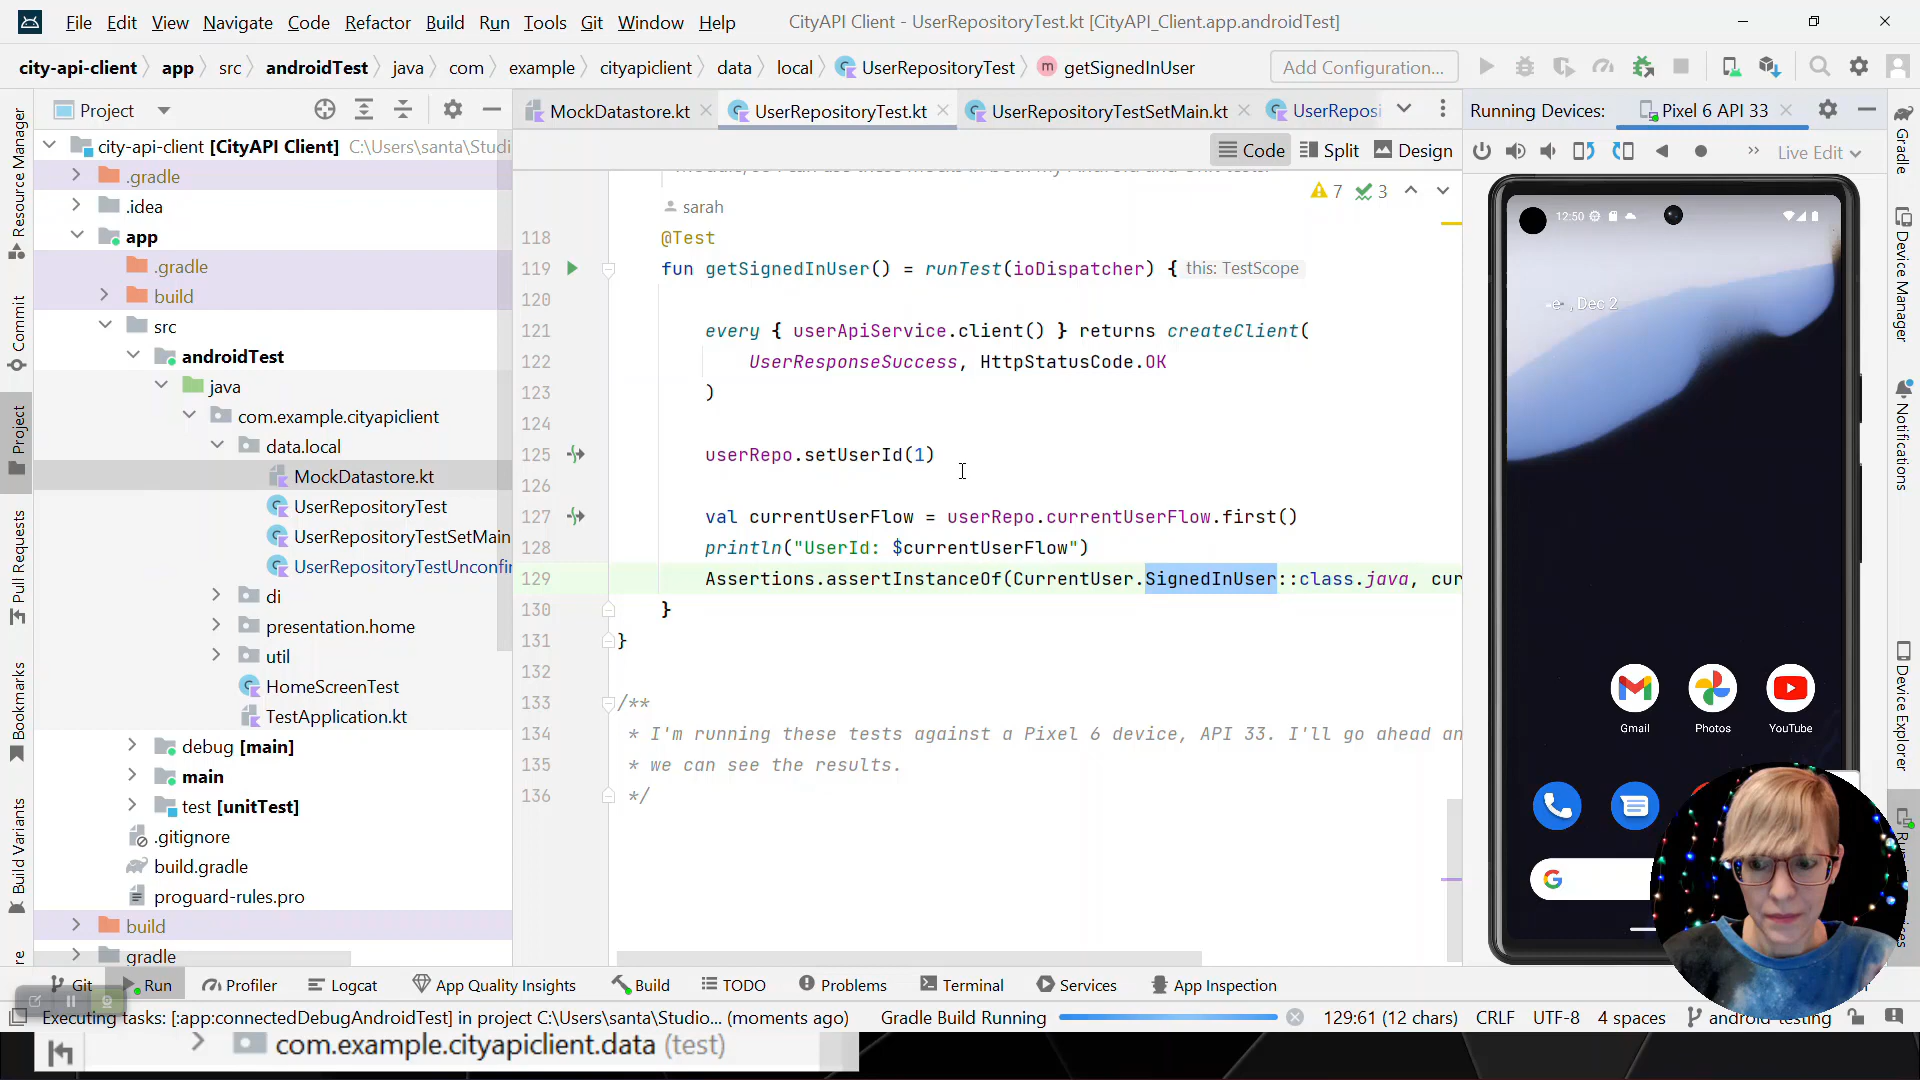 File Edit View Navigate Code Refactor Build Run Tools Git Window Help CityAPI Client - UserRepositoryTest.kt [CityAPI_Client.app.androidTest]
city-api-client app src androidTest java com example cityapiclient data local UserRepositoryTest getSignedInUser Add Configuration...
Project
MockDatastore.kt UserRepositoryTest.kt UserRepositoryTestSetMain.kt UserReposi
Running Devices: Pixel 6 API 33
Code Split Design
Live Edit
city-api-client [CityAPI Client] C:\Users\santa\Studi
.gradle
.idea
app
.gradle
build
src
androidTest
java
com.example.cityapiclient
data.local
MockDatastore.kt
UserRepositoryTest
UserRepositoryTestSetMain
UserRepositoryTestUnconfi
di
presentation.home
util
HomeScreenTest
TestApplication.kt
debug [main]
main
test [unitTest]
.gitignore
build.gradle
proguard-rules.pro
build
gradle
Resource Manager
Commit
Project
Pull Requests
Bookmarks
Build Variants
7 3
sarah
118 @Test
119 fun getSignedInUser() = runTest(ioDispatcher) { this: TestScope
120
121 every { userApiService.client() } returns createClient(
122 UserResponseSuccess, HttpStatusCode.OK
123 )
124
125 userRepo.setUserId(1)
126
127 val currentUserFlow = userRepo.currentUserFlow.first()
128 println("UserId: $currentUserFlow")
129 Assertions.assertInstanceOf(CurrentUser.SignedInUser::class.java, cur
130 }
131 }
132
133 /**
134 * I'm running these tests against a Pixel 6 device, API 33. I'll go ahead an
135 * we can see the results.
136 */
12:50
, Dec 2
Gmail Photos YouTube
Gradle
Device Manager
Notifications
Device Explorer
Git Run Profiler Logcat App Quality Insights Build TODO Problems Terminal Services App Inspection
Executing tasks: [:app:connectedDebugAndroidTest] in project C:\Users\santa\Studio... (moments ago) Gradle Build Running 129:61 (12 chars) CRLF UTF-8 4 spaces android-testing
com.example.cityapiclient.data (test)